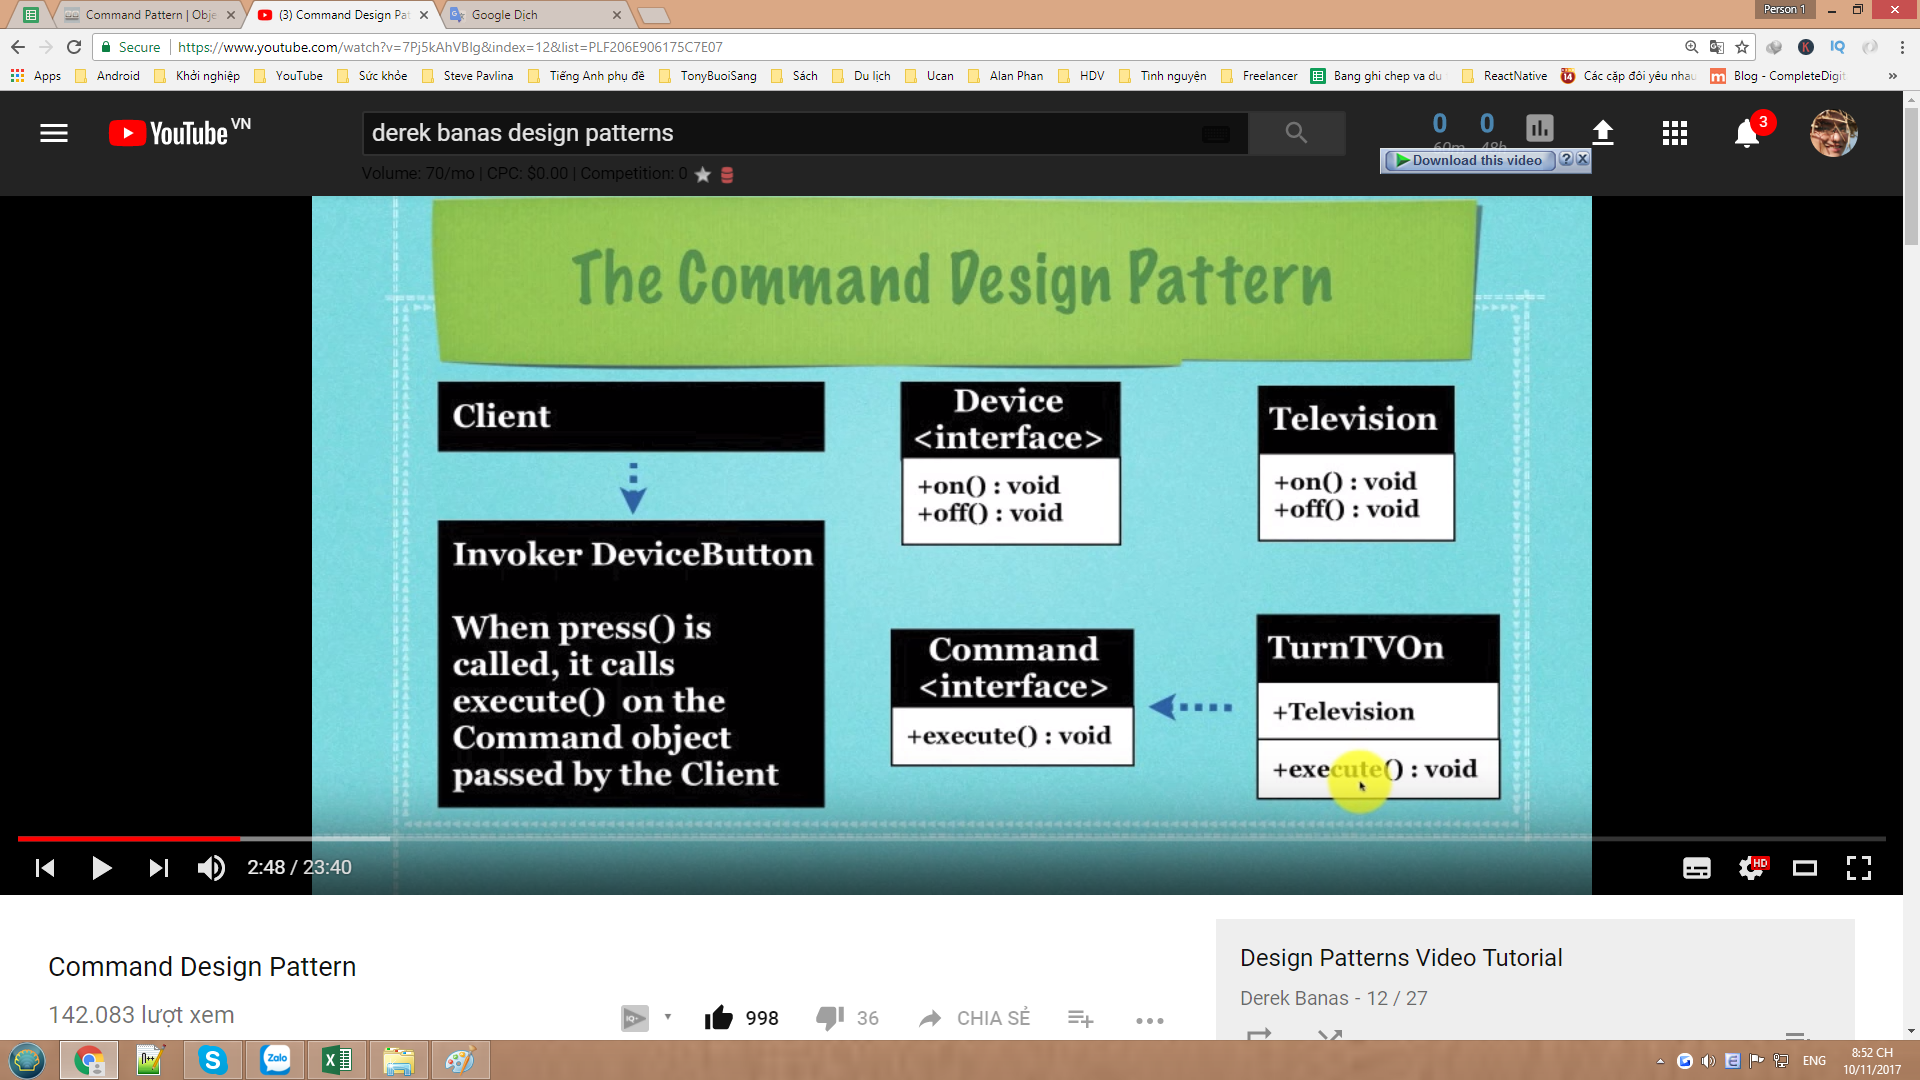 Command Pattern | Obje
(3) Command Design Pat
Google Dịch
Person 1
Secure
https://www.youtube.com/watch?v=7Pj5kAhVBlg&index=12&list=PLF206E906175C7E07
Apps
Android
Khởi nghiệp
YouTube
Sức khỏe
Steve Pavlina
Tiếng Anh phụ đề
TonyBuoiSang
Sách
Du lịch
Ucan
Alan Phan
HDV
Tình nguyện
Freelancer
Bang ghi chep va du
ReactNative
Các cặp đôi yêu nhau
Blog - CompleteDigit
YouTube VN
derek banas design patterns
0 0
60m 48h
3
Download this video
Volume: 70/mo | CPC: $0.00 | Competition: 0
The Command Design Pattern
Client
Device
<interface>
+on() : void
+off() : void
Television
+on() : void
+off() : void
Invoker DeviceButton
When press() is
called, it calls
execute() on the
Command object
passed by the Client
Command
<interface>
+execute() : void
TurnTVOn
+Television
+execute() : void
2:48 / 23:40
HD
Command Design Pattern
142.083 lượt xem
998
36
CHIA SẺ
Design Patterns Video Tutorial
Derek Banas - 12 / 27
Zalo
ENG
8:52 CH
10/11/2017